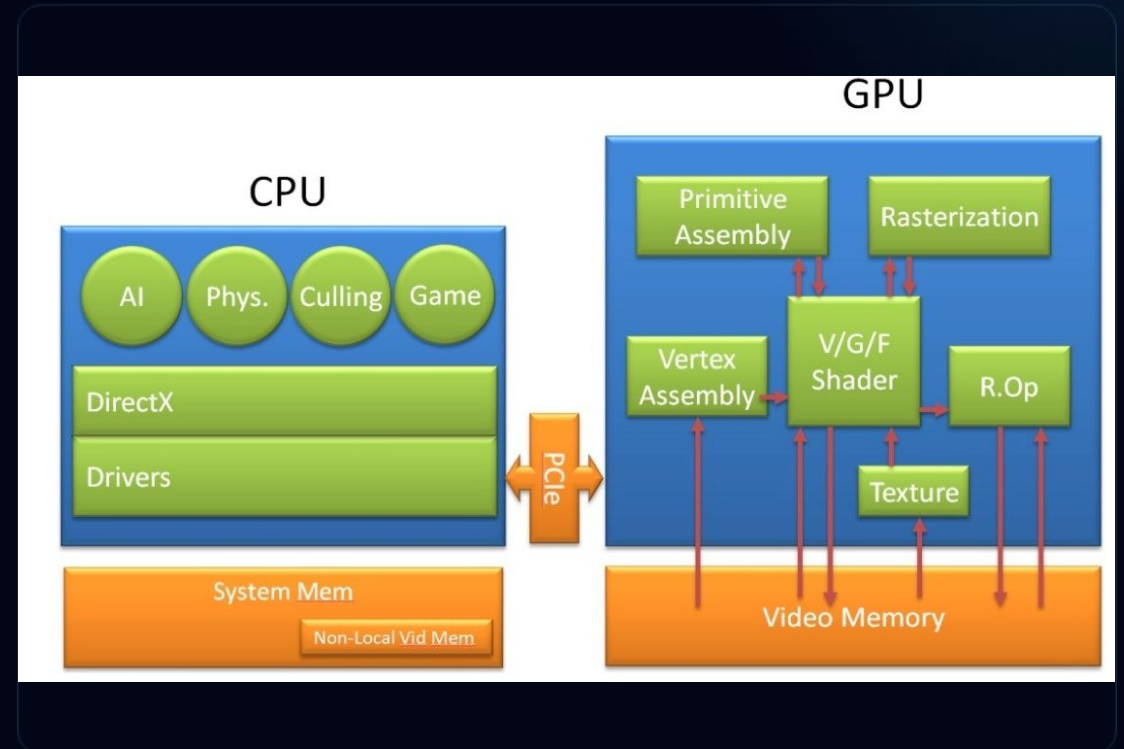 CPU
AI
Phys.
Culling
Game
DirectX
Drivers
System Mem
Non-Local Vid Mem
PCIe
GPU
Primitive
Assembly
Rasterization
Vertex
Assembly
V/G/F
Shader
R.Op
Texture
Video Memory